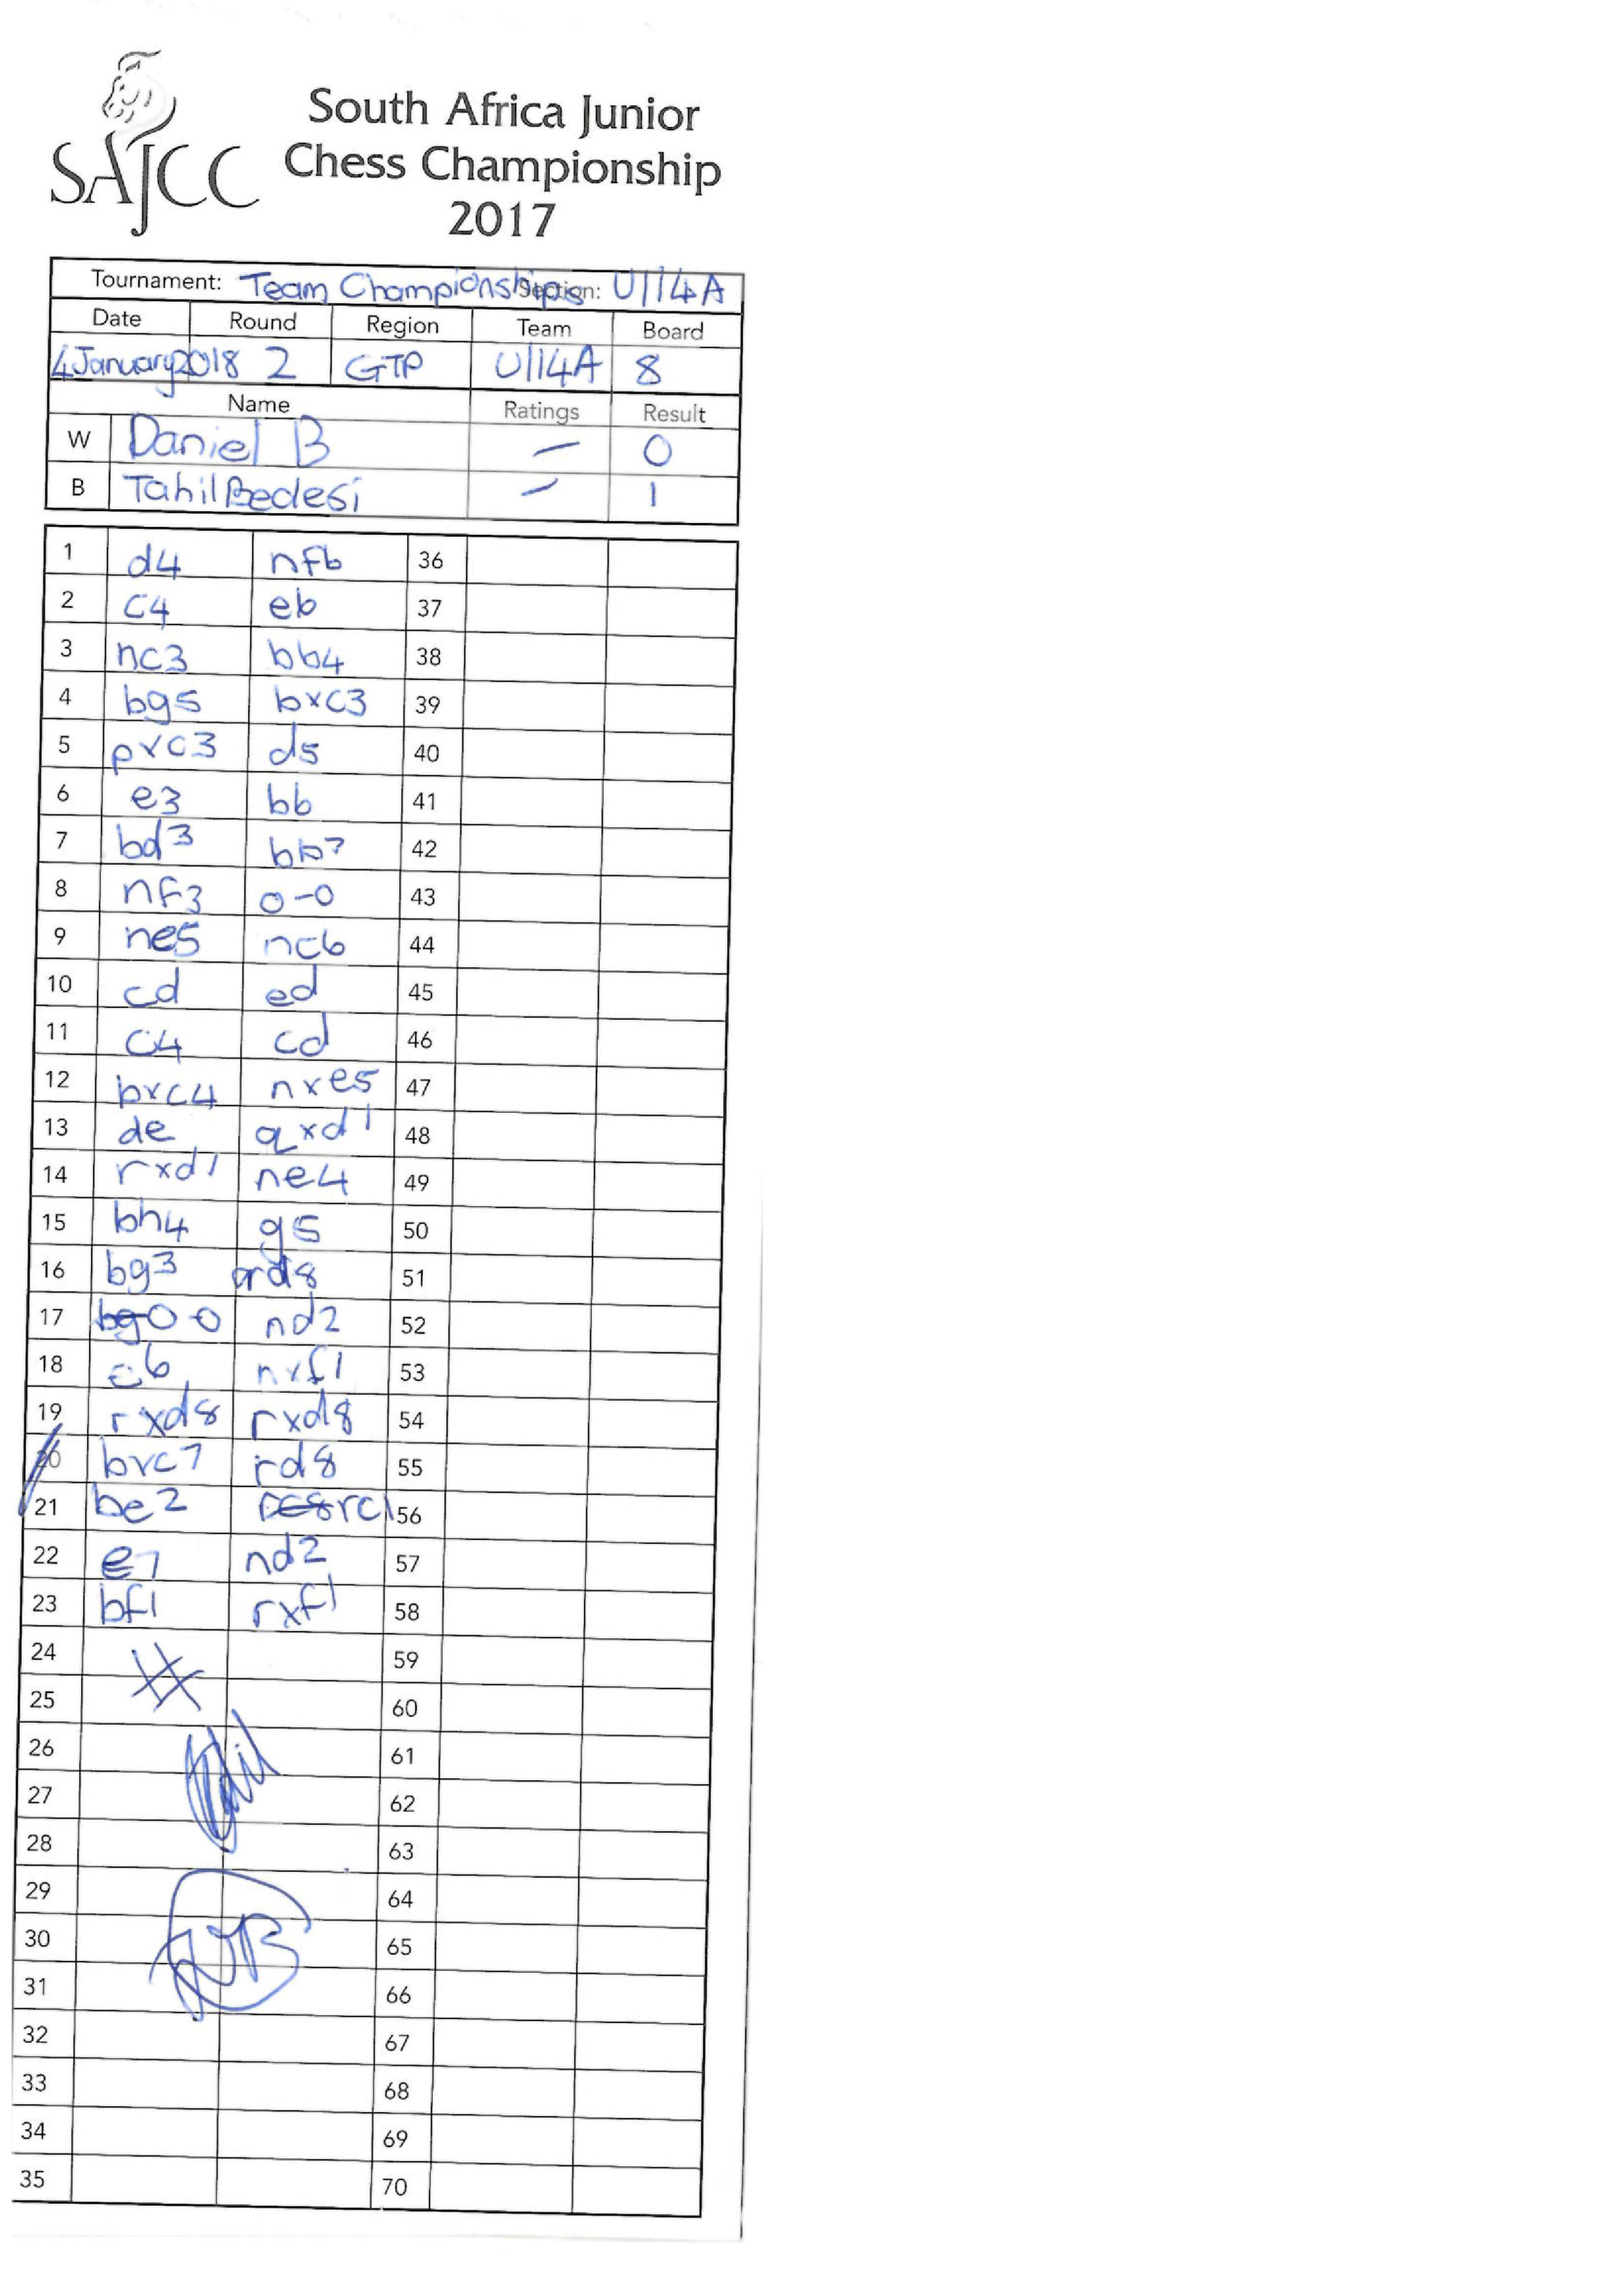 SAJCC
South Africa Junior
Chess Championship
2017
Tournament: Team Championships Section: U/14A
Date Round Region Team Board
4January2018 2 GTP U/14A 8
Name Ratings Result
W Daniel B - 0
B Tahil Bedesi - 1
1 d4 nf6 36
2 c4 e6 37
3 nc3 bb4 38
4 bg5 bxc3 39
5 pxc3 d5 40
6 e3 b6 41
7 bd3 bb7 42
8 nf3 0-0 43
9 ne5 nc6 44
10 cd ed 45
11 c4 cd 46
12 bxc4 nxe5 47
13 de qxd1 48
14 rxd1 ne4 49
15 bh4 g5 50
16 bg3 rd8 51
17 0-0 nd2 52
18 e6 nxf1 53
19 rxd8 rxd8 54
20 bxc7 rd8 55
21 be2 rc1 56
22 e7 nd2 57
23 bf1 rxf1 58
24 # 59
25 60
26 61
27 62
28 63
29 64
30 65
31 66
32 67
33 68
34 69
35 70